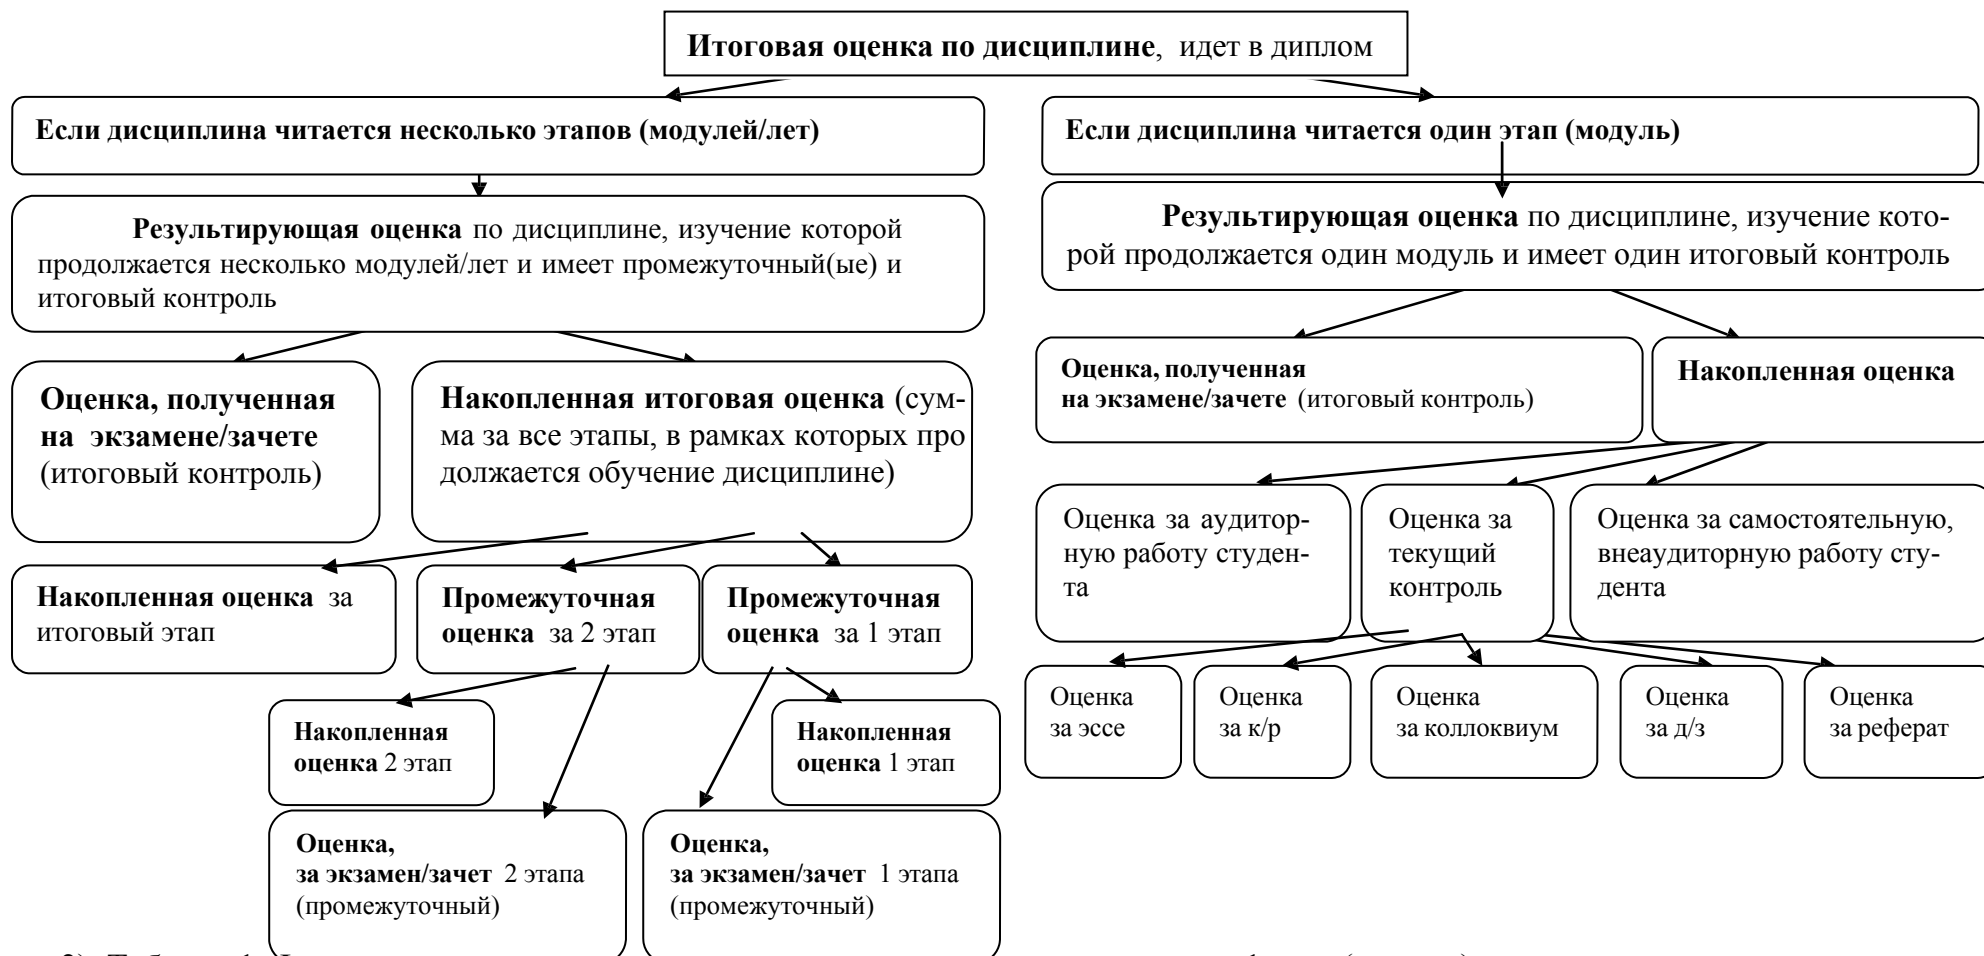 Итоговая оценка по дисциплине, идет в диплом
Если дисциплина читается несколько этапов (модулей/лет)
Результирующая оценка по дисциплине, изучение которой
продолжается несколько модулей/лет и имеет промежуточный(ые) и
итоговый контроль
Оценка, полученная
на экзамене/зачете
(итоговый контроль)
Накопленная итоговая оценка (сум-
ма за все этапы, в рамках которых про
должается обучение дисциплине)
Накопленная оценка за
итоговый этап
Промежуточная
оценка за 2 этап
Промежуточная
оценка за 1 этап
Накопленная
оценка 2 этап
Накопленная
оценка 1 этап
Оценка,
за экзамен/зачет 2 этапа
(промежуточный)
Оценка,
за экзамен/зачет 1 этапа
(промежуточный)
Если дисциплина читается один этап (модуль)
Результирующая оценка по дисциплине, изучение кото-
рой продолжается один модуль и имеет один итоговый контроль
Оценка, полученная
на экзамене/зачете (итоговый контроль)
Накопленная оценка
Оценка за аудитор-
ную работу студен-
та
Оценка за
текущий
контроль
Оценка за самостоятельную,
внеаудиторную работу сту-
дента
Оценка
за эссе
Оценка
за к/р
Оценка
за коллоквиум
Оценка
за д/з
Оценка
за реферат